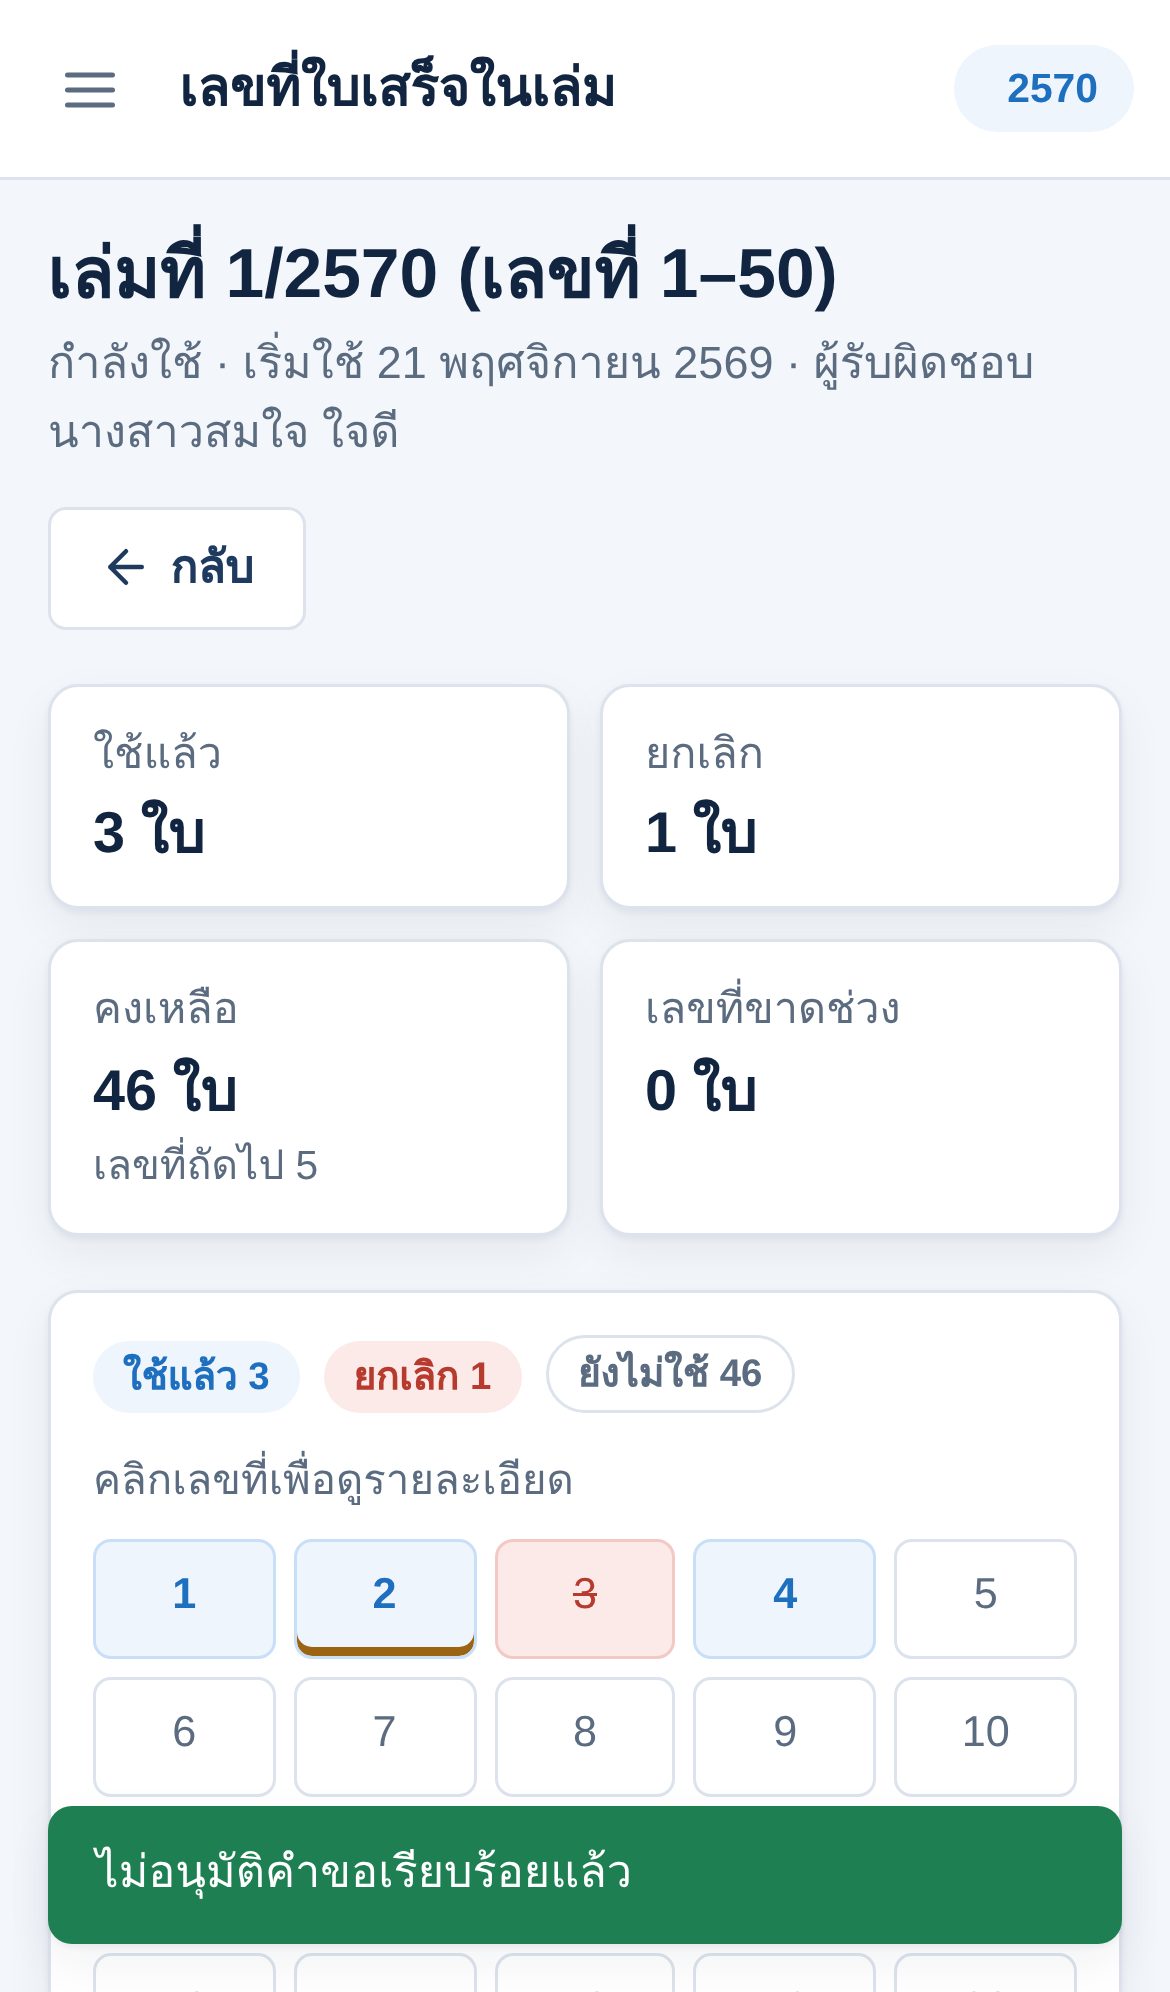 เลขที่ใบเสร็จในเล่ม
2570
เล่มที่ 1/2570 (เลขที่ 1–50)
กำลังใช้ · เริ่มใช้ 21 พฤศจิกายน 2569 · ผู้รับผิดชอบ
นางสาวสมใจ ใจดี
กลับ
ใช้แล้ว
3 ใบ
ยกเลิก
1 ใบ
คงเหลือ
46 ใบ
เลขที่ถัดไป 5
เลขที่ขาดช่วง
0 ใบ
ใช้แล้ว 3
ยกเลิก 1
ยังไม่ใช้ 46
คลิกเลขที่เพื่อดูรายละเอียด
1 2 3 4 5
6 7 8 9 10
ไม่อนุมัติคำขอเรียบร้อยแล้ว